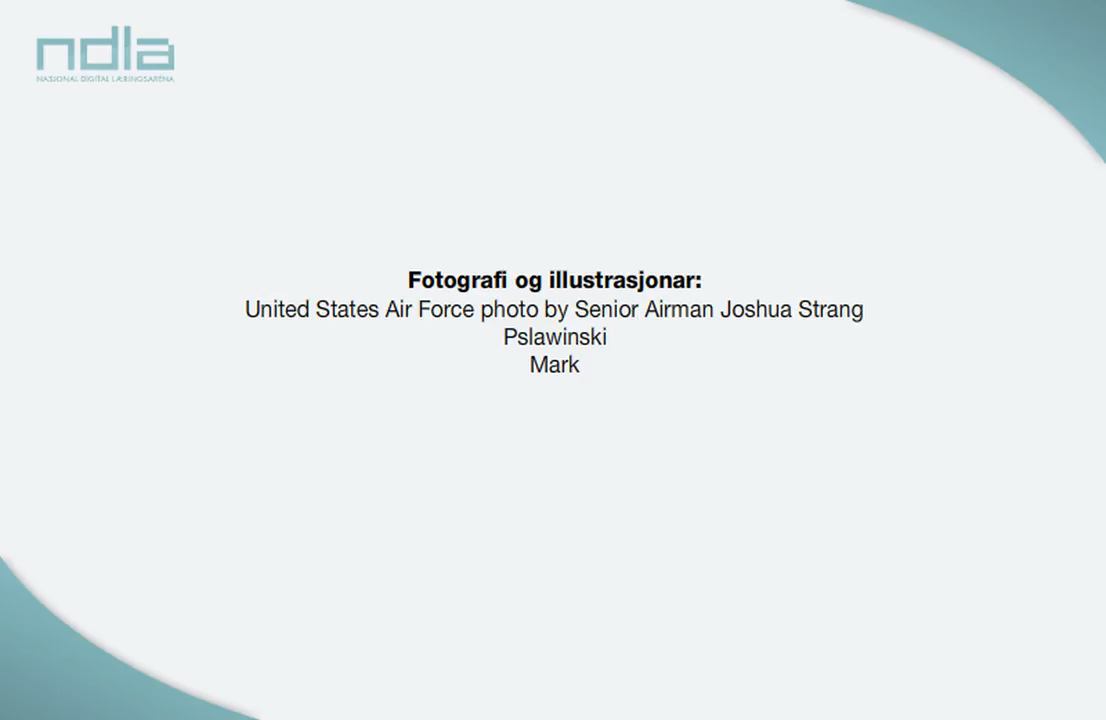 ndla
NASJONAL DIGITAL LÆRINGSARENA
Fotografi og illustrasjonar:
United States Air Force photo by Senior Airman Joshua Strang
Pslawinski
Mark